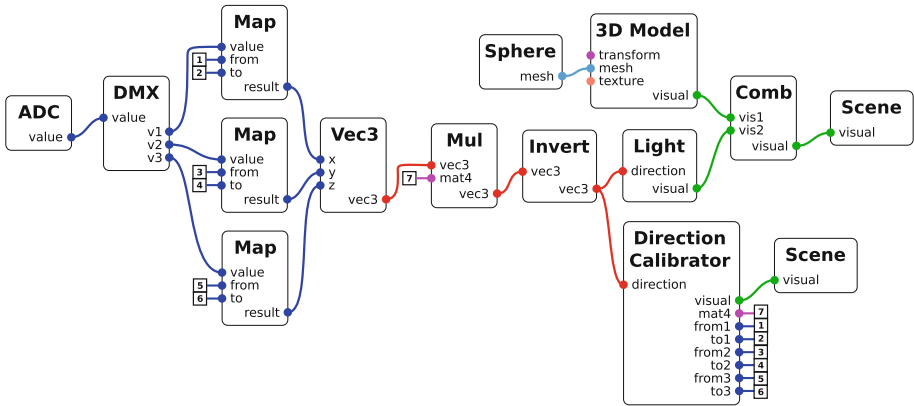 ADC
value
DMX
value
v1
v2
v3
Map
value
1 from
2 to
result
Map
value
3 from
4 to
result
Map
value
5 from
6 to
result
Vec3
x
y
z
vec3
Mul
vec3
7 mat4
vec3
Invert
vec3
vec3
Sphere
mesh
3D Model
transform
mesh
texture
visual
Light
direction
visual
Comb
vis1
vis2
visual
Scene
visual
Direction
Calibrator
direction
visual
mat4 7
from1 1
to1 2
from2 3
to2 4
from3 5
to3 6
Scene
visual